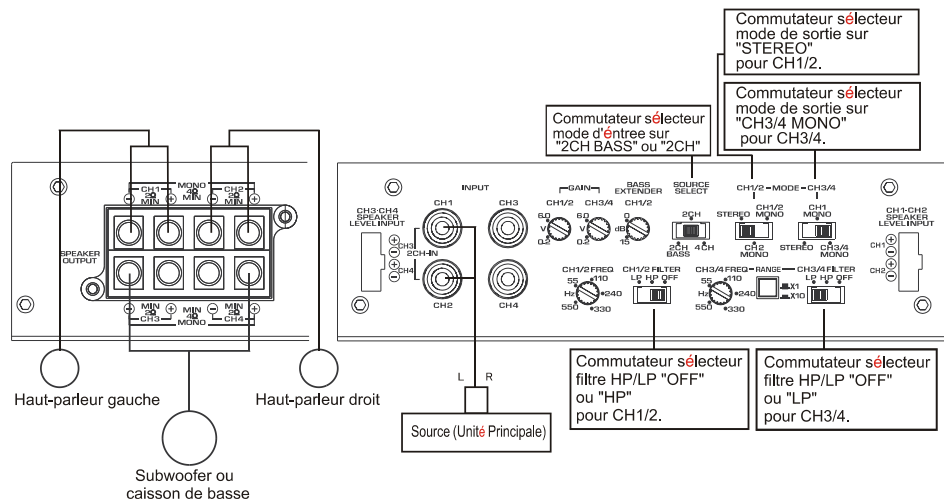 Commutateur sélecteur
mode de sortie sur
"STEREO"
pour CH1/2.
Commutateur sélecteur
mode de sortie sur
"CH3/4 MONO"
pour CH3/4.
Commutateur sélecteur
mode d'éntree sur
"2CH BASS" ou "2CH"
MONO
4Ω
MIN
CH1
2Ω
MIN
CH2
2Ω
MIN
SPEAKER
OUTPUT
MIN
2Ω
CH3
MIN
4Ω
MONO
MIN
2Ω
CH4
Haut-parleur gauche
Haut-parleur droit
Subwoofer ou
caisson de basse
INPUT
CH3·CH4
SPEAKER
LEVEL INPUT
CH3
CH4
2CH-IN
CH1
CH3
CH2
CH4
L R
Source (Unité Principale)
GAIN
CH1/2 CH3/4
6.0
V
0.2
6.0
V
0.2
BASS
EXTENDER
CH1/2
0
dB
15
SOURCE
SELECT
2CH
2CH
BASS
4CH
CH1/2 –MODE– CH3/4
STEREO
CH1/2
MONO
CH2
MONO
CH1
MONO
STEREO
CH3/4
MONO
CH1·CH2
SPEAKER
LEVEL INPUT
CH1
CH2
CH1/2 FREQ
55
110
Hz
240
550
330
CH1/2 FILTER
LP HP OFF
CH3/4 FREQ
55
110
Hz
240
550
330
RANGE
X1
X10
CH3/4 FILTER
LP HP OFF
Commutateur sélecteur
filtre HP/LP "OFF"
ou "HP"
pour CH1/2.
Commutateur sélecteur
filtre HP/LP "OFF"
ou "LP"
pour CH3/4.